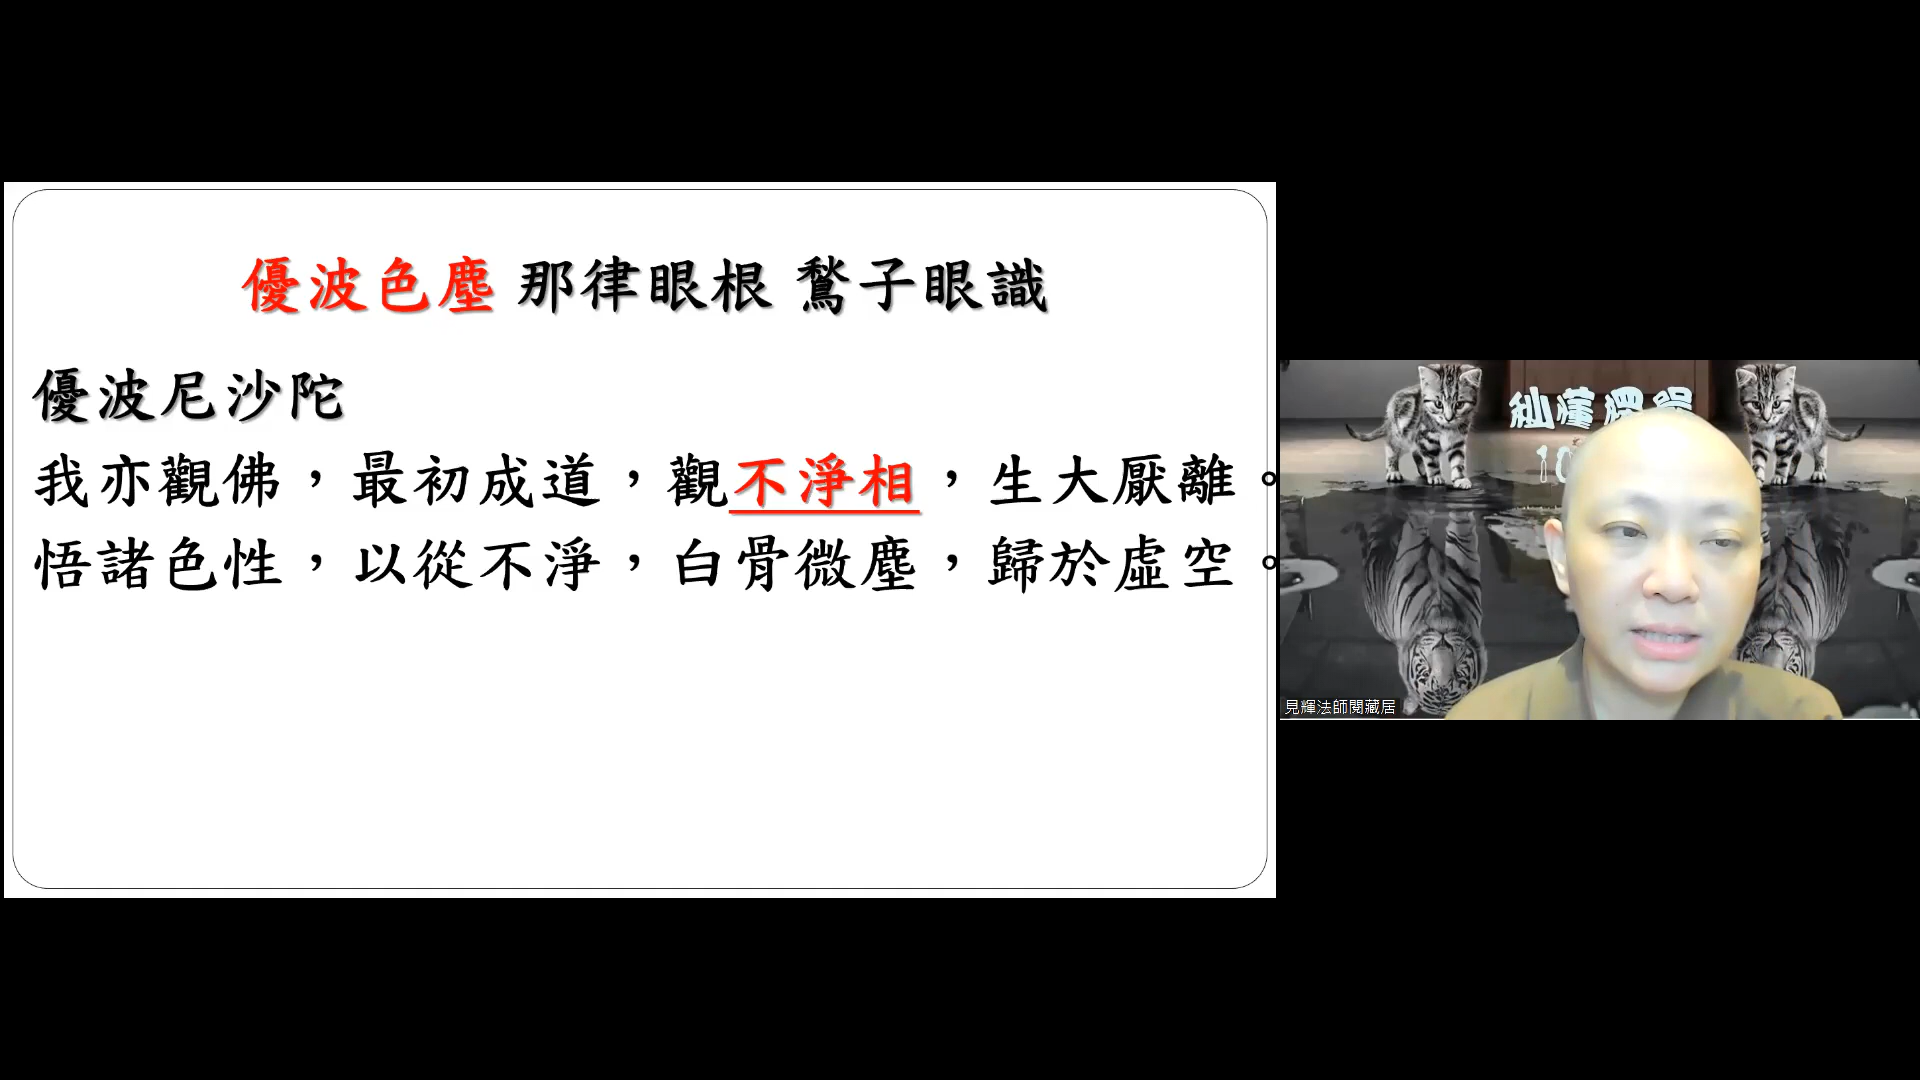 優波色塵 那律眼根 鶖子眼識
優波尼沙陀
我亦觀佛，最初成道，觀不淨相，生大厭離。
悟諸色性，以從不淨，白骨微塵，歸於虛空。
見輝法師閱藏居